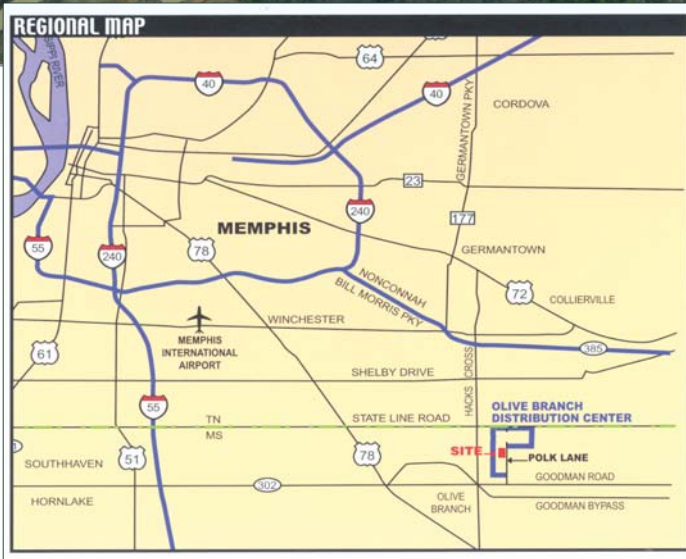 REGIONAL MAP
64
40
40
CORDOVA
GERMANTOWN PKY
23
240
177
MEMPHIS
55
240
78
GERMANTOWN
NONCONNAH
BILL MORRIS PKY
72
COLLIERVILLE
WINCHESTER
MEMPHIS
INTERNATIONAL
AIRPORT
61
385
SHELBY DRIVE
HACKS CROSS
55
TN
MS
STATE LINE ROAD
OLIVE BRANCH
DISTRIBUTION CENTER
SITE
POLK LANE
51
78
SOUTHHAVEN
302
GOODMAN ROAD
HORNLAKE
OLIVE
BRANCH
GOODMAN BYPASS